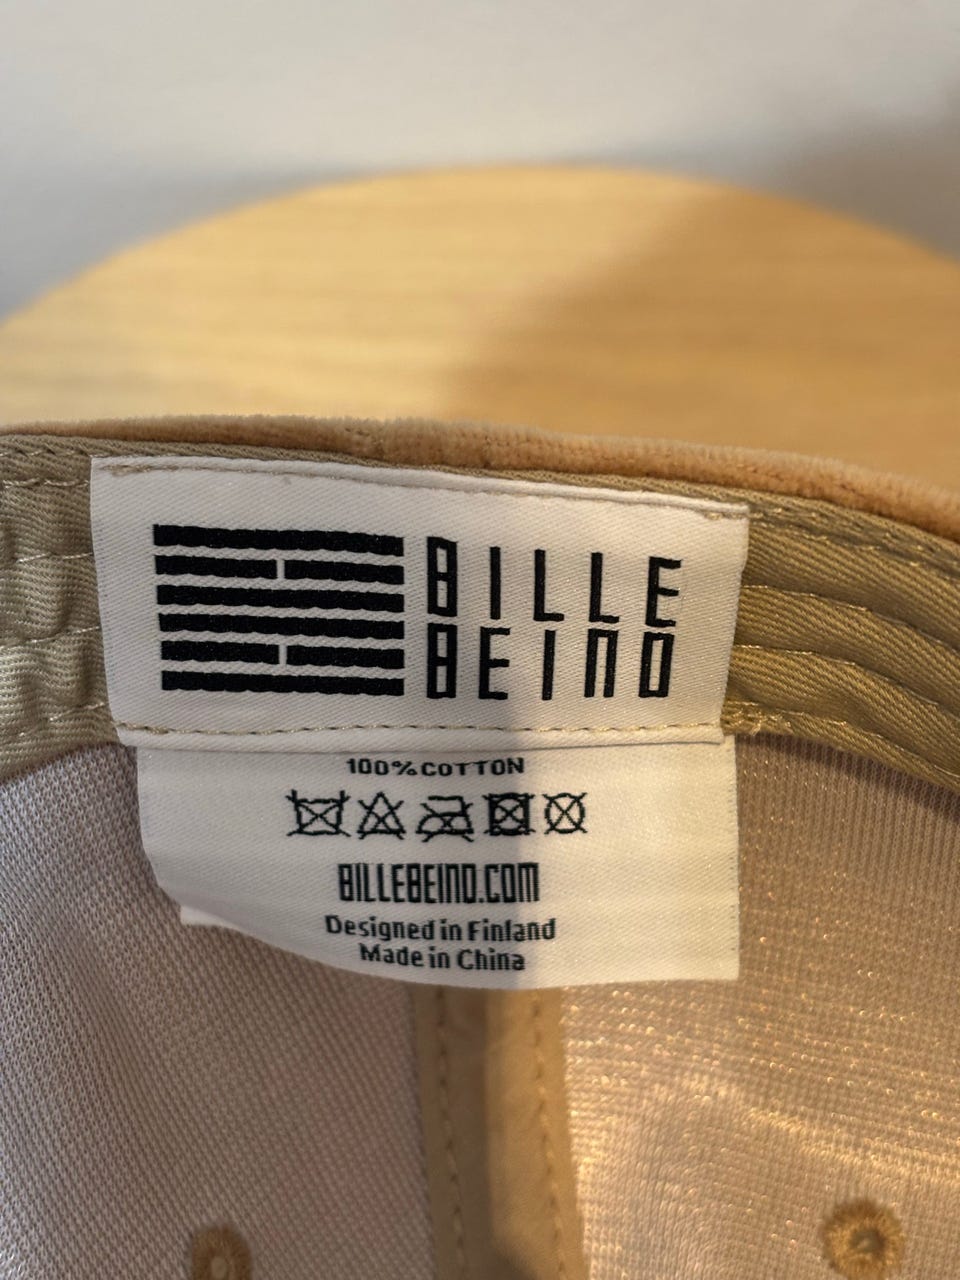 BILLE
BEINO
100% COTTON
BILLEBEINO.COM
Designed in Finland
Made in China